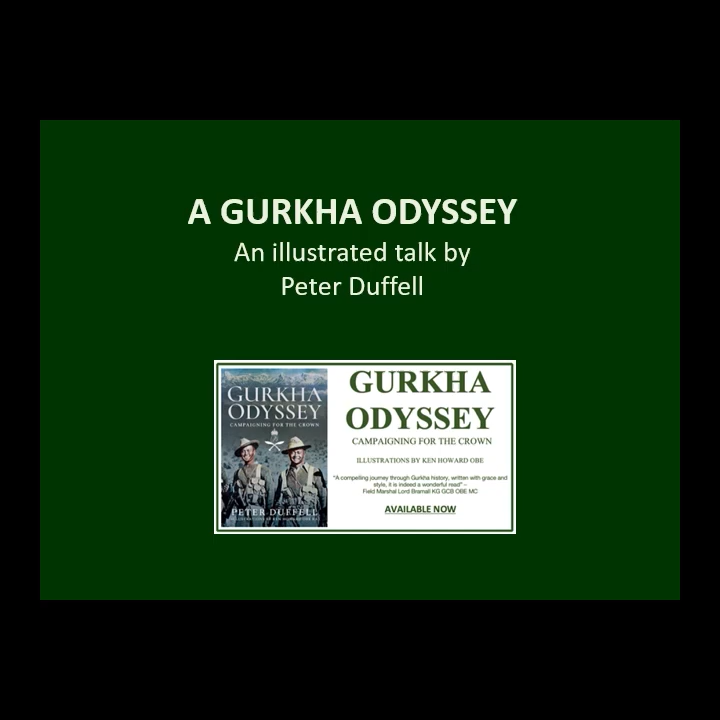 A GURKHA ODYSSEY
An illustrated talk by
Peter Duffell
GURKHA
ODYSSEY
CAMPAIGNING FOR THE CROWN
PETER DUFFELL
GURKHA
ODYSSEY
CAMPAIGNING FOR THE CROWN
ILLUSTRATIONS BY KEN HOWARD OBE
"A compelling journey through Gurkha history, written with grace and
style, it is indeed a wonderful read" –
Field Marshal Lord Bramall KG GCB OBE MC
AVAILABLE NOW